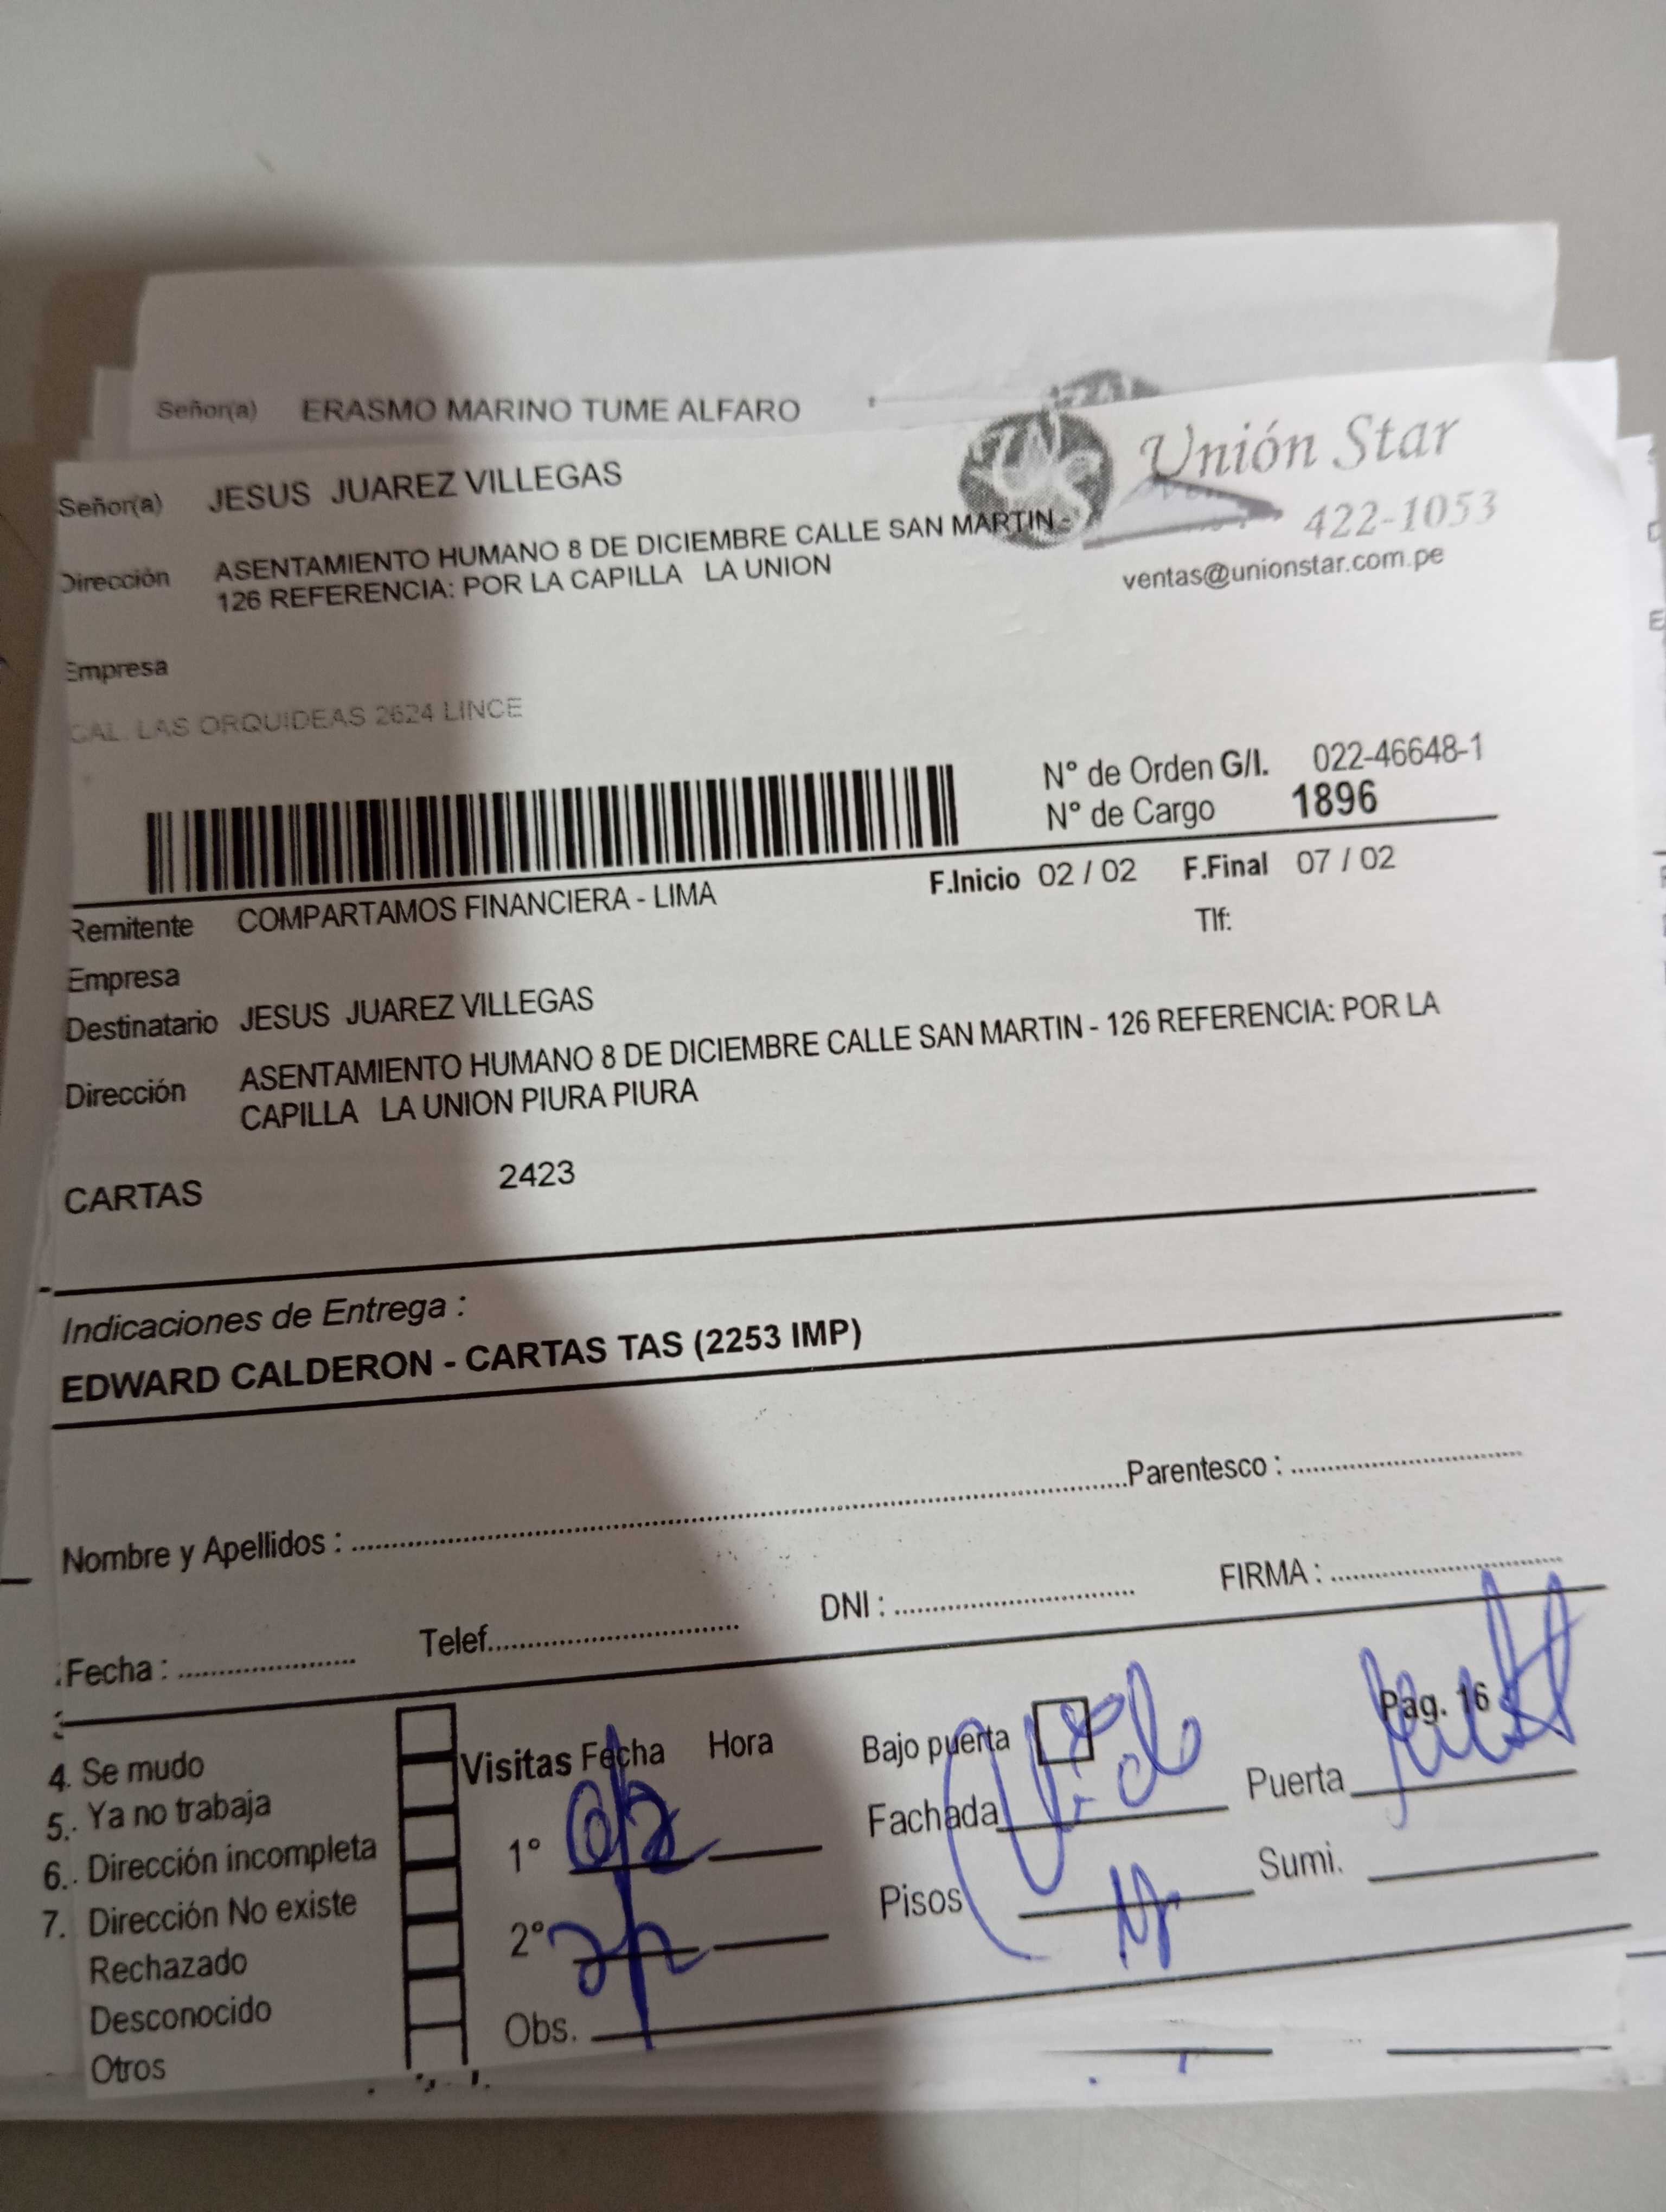 Señor(a) ERASMO MARINO TUME ALFARO
Unión Star
422-1053
ventas@unionstar.com.pe
Señor(a) JESUS JUAREZ VILLEGAS
Dirección ASENTAMIENTO HUMANO 8 DE DICIEMBRE CALLE SAN MARTIN -
126 REFERENCIA: POR LA CAPILLA LA UNION
Empresa
CAL. LAS ORQUIDEAS 2624 LINCE
N° de Orden G/I. 022-46648-1
N° de Cargo 1896
F.Inicio 02 / 02 F.Final 07 / 02
Remitente COMPARTAMOS FINANCIERA - LIMA
Tlf:
Empresa
Destinatario JESUS JUAREZ VILLEGAS
Dirección ASENTAMIENTO HUMANO 8 DE DICIEMBRE CALLE SAN MARTIN - 126 REFERENCIA: POR LA
CAPILLA LA UNION PIURA PIURA
CARTAS 2423
Indicaciones de Entrega :
EDWARD CALDERON - CARTAS TAS (2253 IMP)
Nombre y Apellidos : Parentesco :
Fecha : Telef. DNI : FIRMA :
Pag. 16
4. Se mudo
5. Ya no trabaja
6. Dirección incompleta
7. Dirección No existe
Rechazado
Desconocido
Otros
Visitas Fecha Hora
1°
2°
Obs.
Bajo puerta
Fachada Puerta
Pisos Sumi.